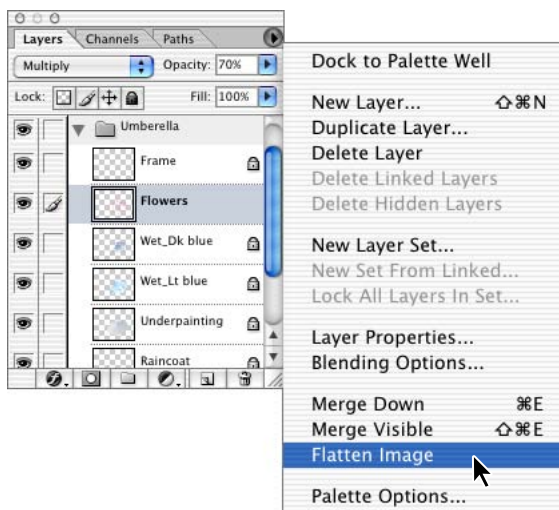 Layers Channels Paths
Multiply Opacity: 70%
Lock: Fill: 100%
Umberella
Frame
Flowers
Wet_Dk blue
Wet_Lt blue
Underpainting
Raincoat
Dock to Palette Well
New Layer... ⇧⌘N
Duplicate Layer...
Delete Layer
Delete Linked Layers
Delete Hidden Layers
New Layer Set...
New Set From Linked...
Lock All Layers In Set...
Layer Properties...
Blending Options...
Merge Down ⌘E
Merge Visible ⇧⌘E
Flatten Image
Palette Options...